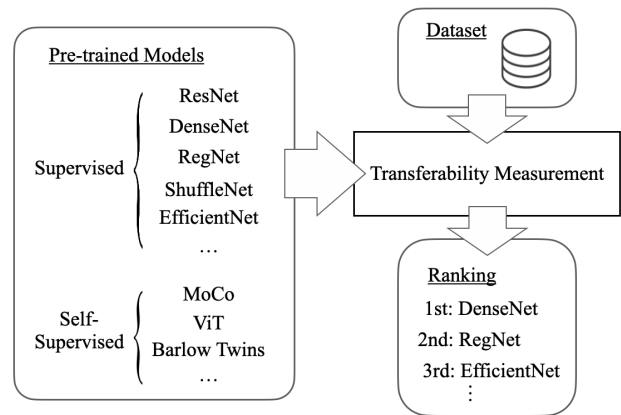 Pre-trained Models
Supervised
ResNet
DenseNet
RegNet
ShuffleNet
EfficientNet
...
Self-
Supervised
MoCo
ViT
Barlow Twins
...
Dataset
Transferability Measurement
Ranking
1st: DenseNet
2nd: RegNet
3rd: EfficientNet
⋮